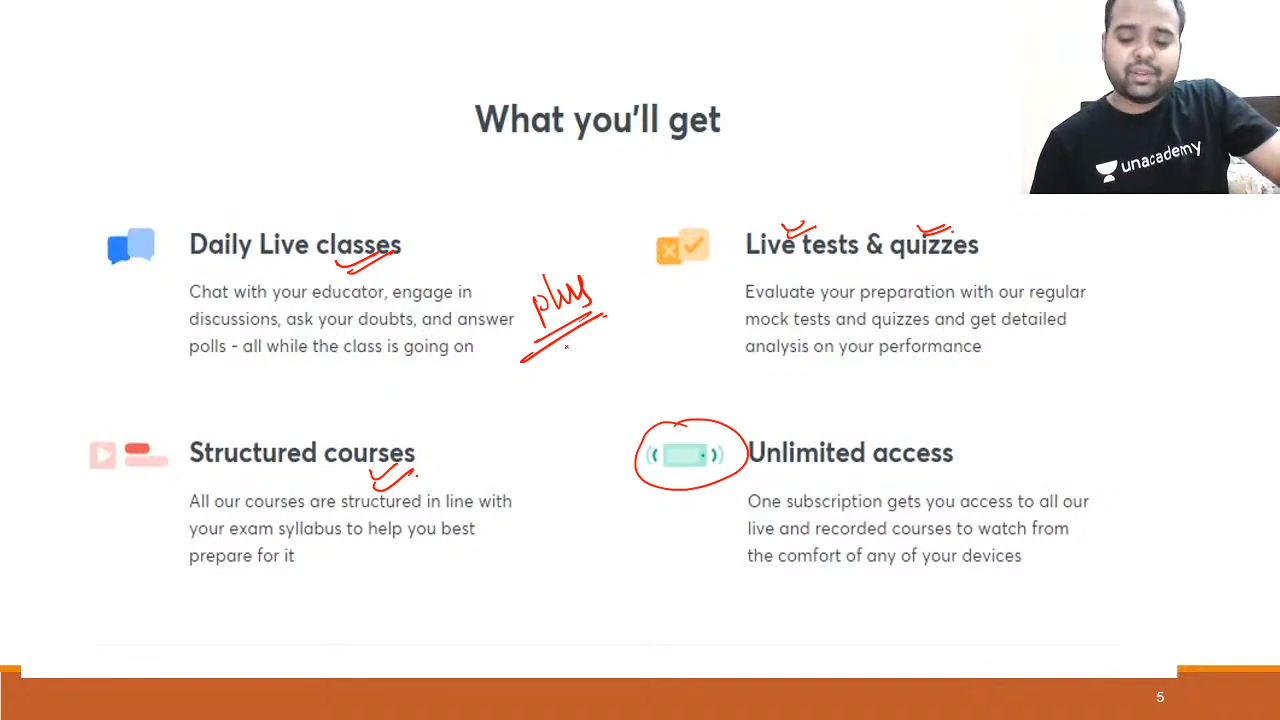 What you'll get
unacademy
Daily Live classes
Chat with your educator, engage in
discussions, ask your doubts, and answer
polls - all while the class is going on
plus
Live tests & quizzes
Evaluate your preparation with our regular
mock tests and quizzes and get detailed
analysis on your performance
Structured courses
All our courses are structured in line with
your exam syllabus to help you best
prepare for it
Unlimited access
One subscription gets you access to all our
live and recorded courses to watch from
the comfort of any of your devices
5